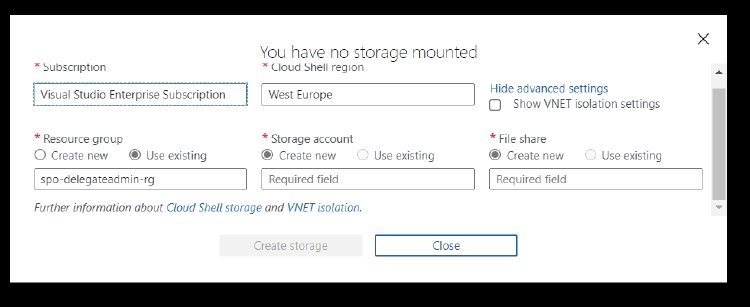 You have no storage mounted
* Subscription
* Cloud Shell region
Visual Studio Enterprise Subscription
West Europe
Hide advanced settings
Show VNET isolation settings
* Resource group
* Storage account
* File share
Create new
Use existing
Create new
Use existing
Create new
Use existing
spo-delegateadmin-rg
Required field
Required field
Further information about Cloud Shell storage and VNET isolation.
Create storage
Close